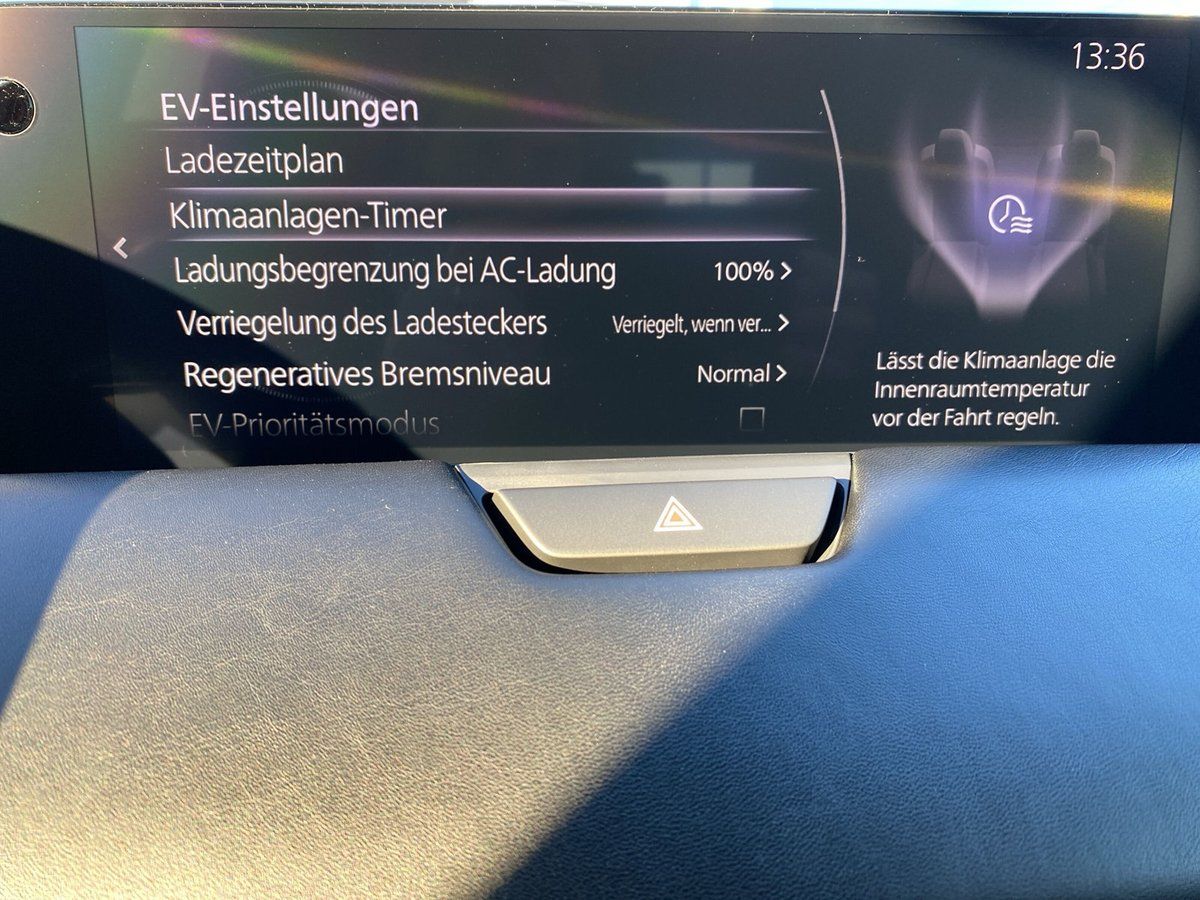 13:36
EV-Einstellungen
Ladezeitplan
Klimaanlagen-Timer
Ladungsbegrenzung bei AC-Ladung 100% >
Verriegelung des Ladesteckers Verriegelt, wenn ver... >
Regeneratives Bremsniveau Normal >
EV-Prioritätsmodus
Lässt die Klimaanlage die
Innenraumtemperatur
vor der Fahrt regeln.